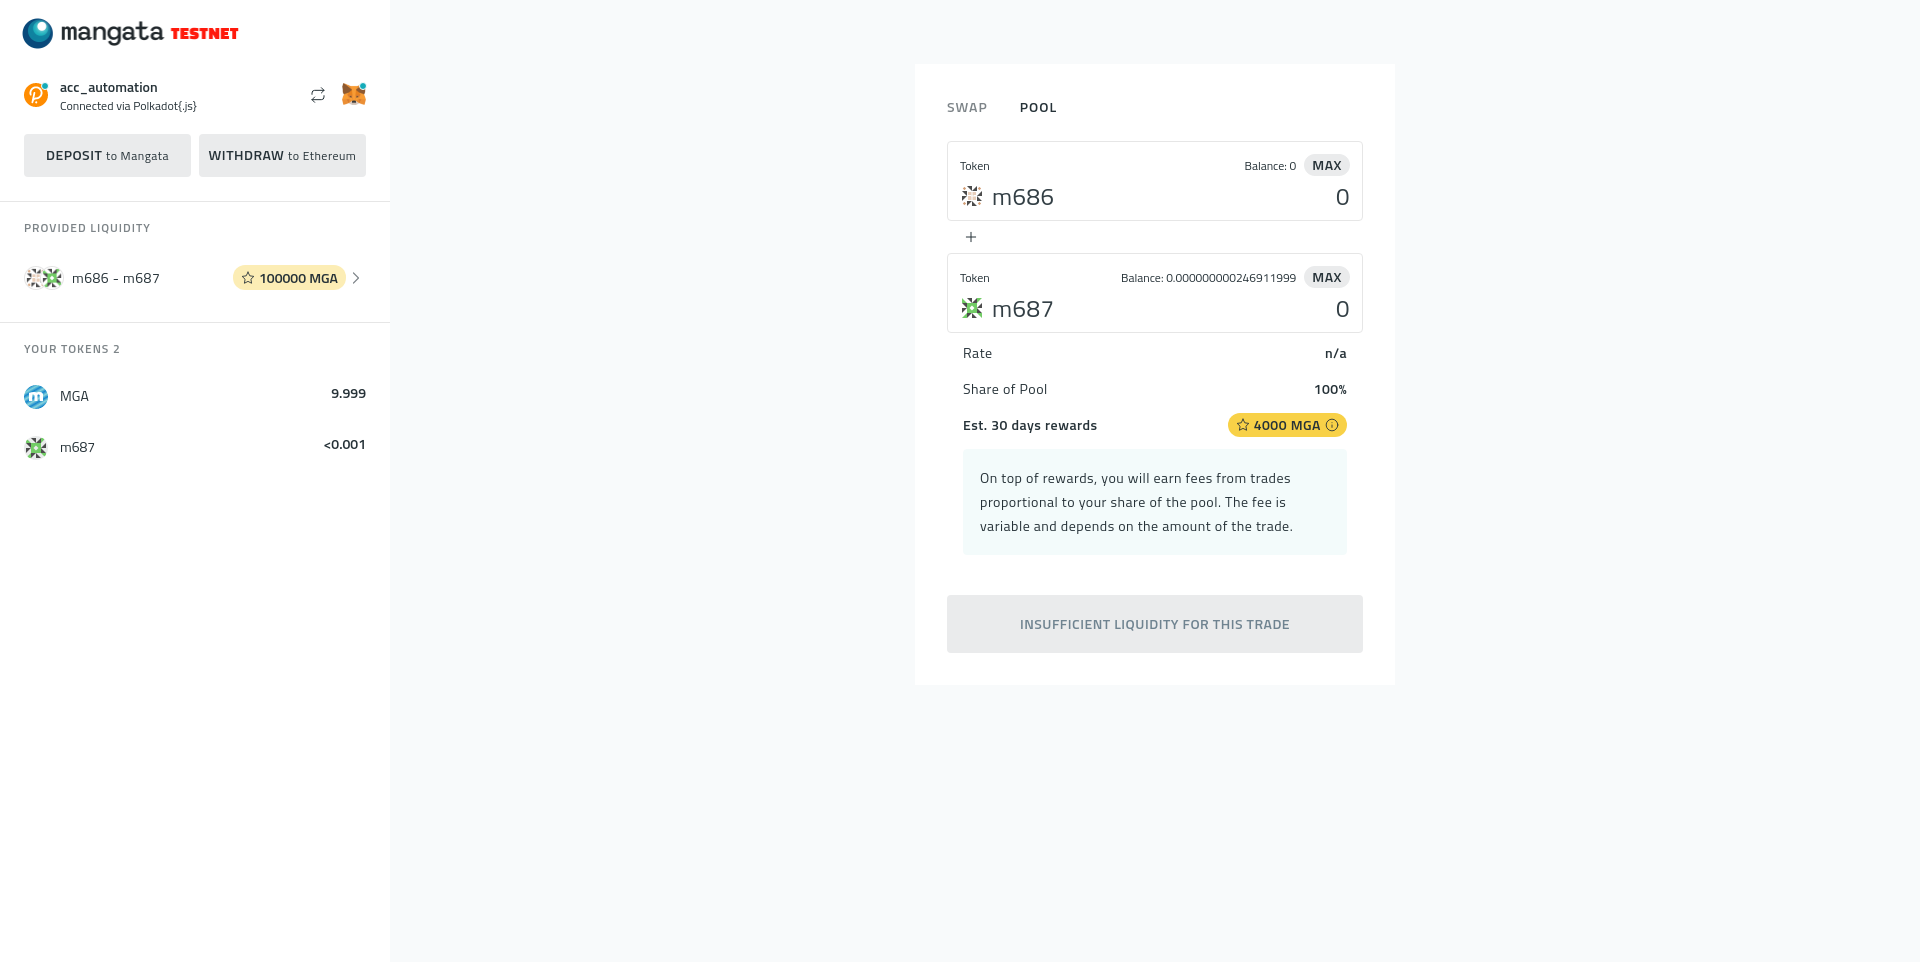 mangata TESTNET
acc_automation
Connected via Polkadot{.js}
DEPOSIT to Mangata
WITHDRAW to Ethereum
PROVIDED LIQUIDITY
m686 - m687
100000 MGA
YOUR TOKENS 2
MGA
9.999
m687
<0.001
SWAP
POOL
Token
Balance: 0
MAX
m686
0
Token
Balance: 0.000000000246911999
MAX
m687
0
Rate
n/a
Share of Pool
100%
Est. 30 days rewards
4000 MGA
On top of rewards, you will earn fees from trades
proportional to your share of the pool. The fee is
variable and depends on the amount of the trade.
INSUFFICIENT LIQUIDITY FOR THIS TRADE